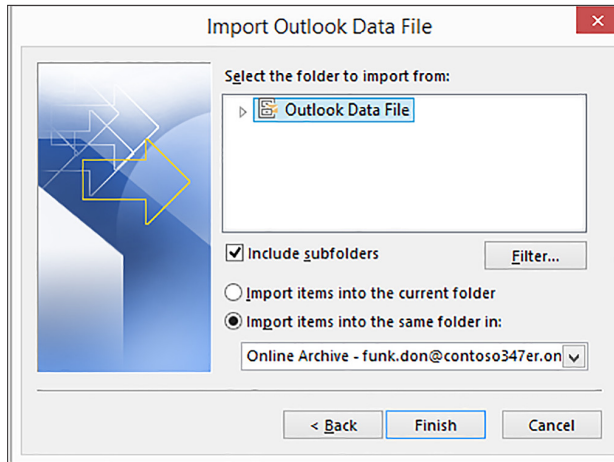 Import Outlook Data File
Select the folder to import from:
Outlook Data File
Include subfolders
Filter...
Import items into the current folder
Import items into the same folder in:
Online Archive - funk.don@contoso347er.on
< Back
Finish
Cancel